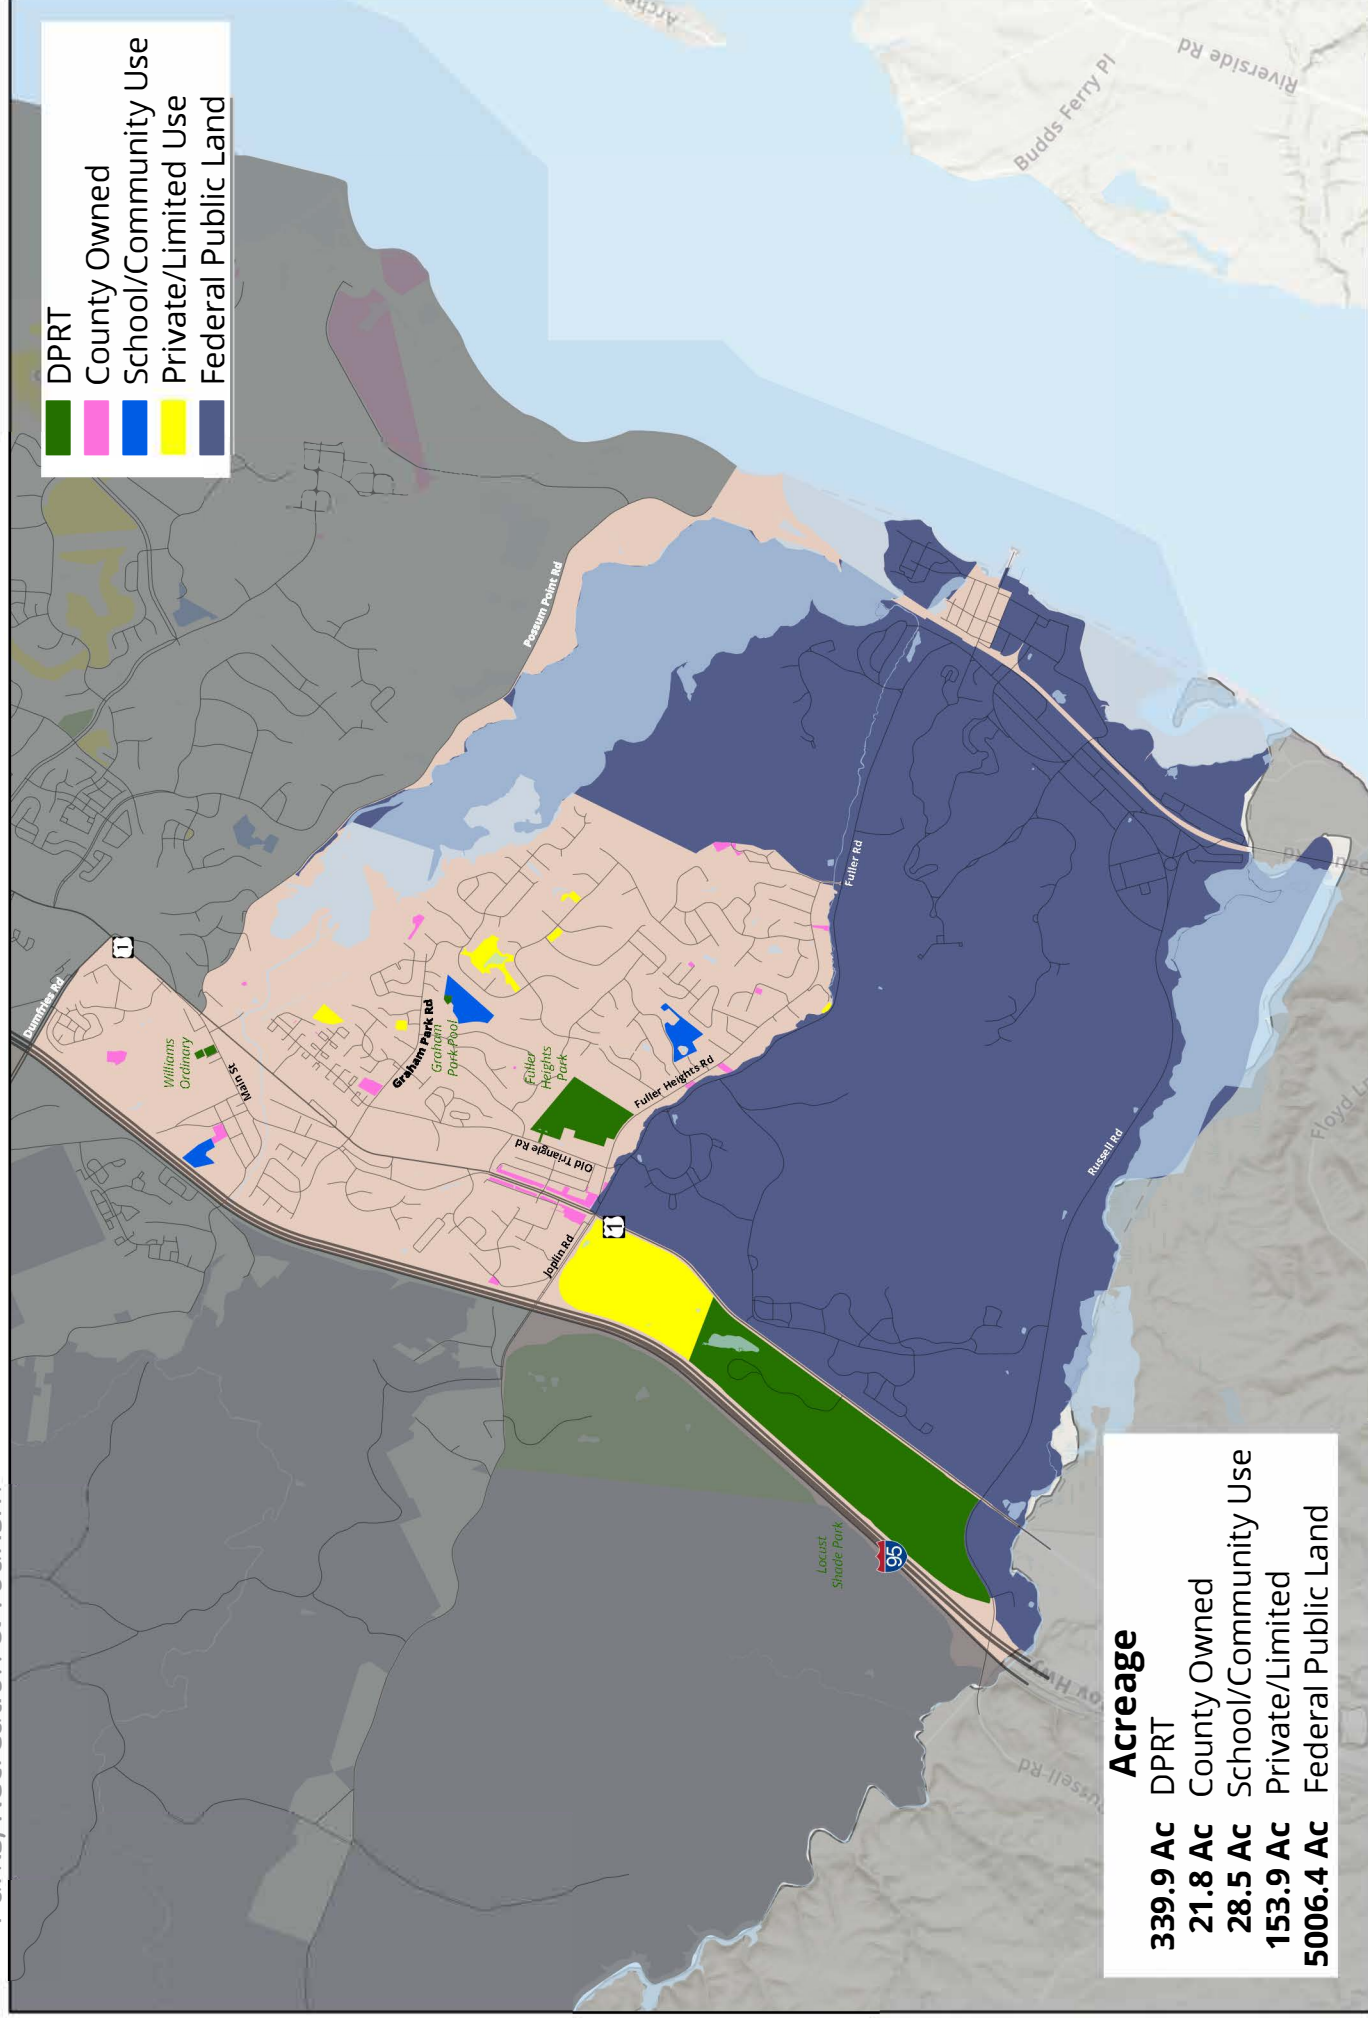 DPRT
County Owned
School/Community Use
Private/Limited Use
Federal Public Land
Riverside Rd
Budds Ferry Pl
Dumfries Rd
1
Williams
Ordinary
Main St
Possum Point Rd
Graham Park Rd
Graham
Park Pool
Fuller
Heights
Park
Fuller Heights Rd
Old Triangle Rd
Joplin Rd
1
Fuller Rd
Russell Rd
Locust
Shade Park
95
Russell Rd
Acreage
339.9 Ac DPRT
21.8 Ac County Owned
28.5 Ac School/Community Use
153.9 Ac Private/Limited
5006.4 Ac Federal Public Land